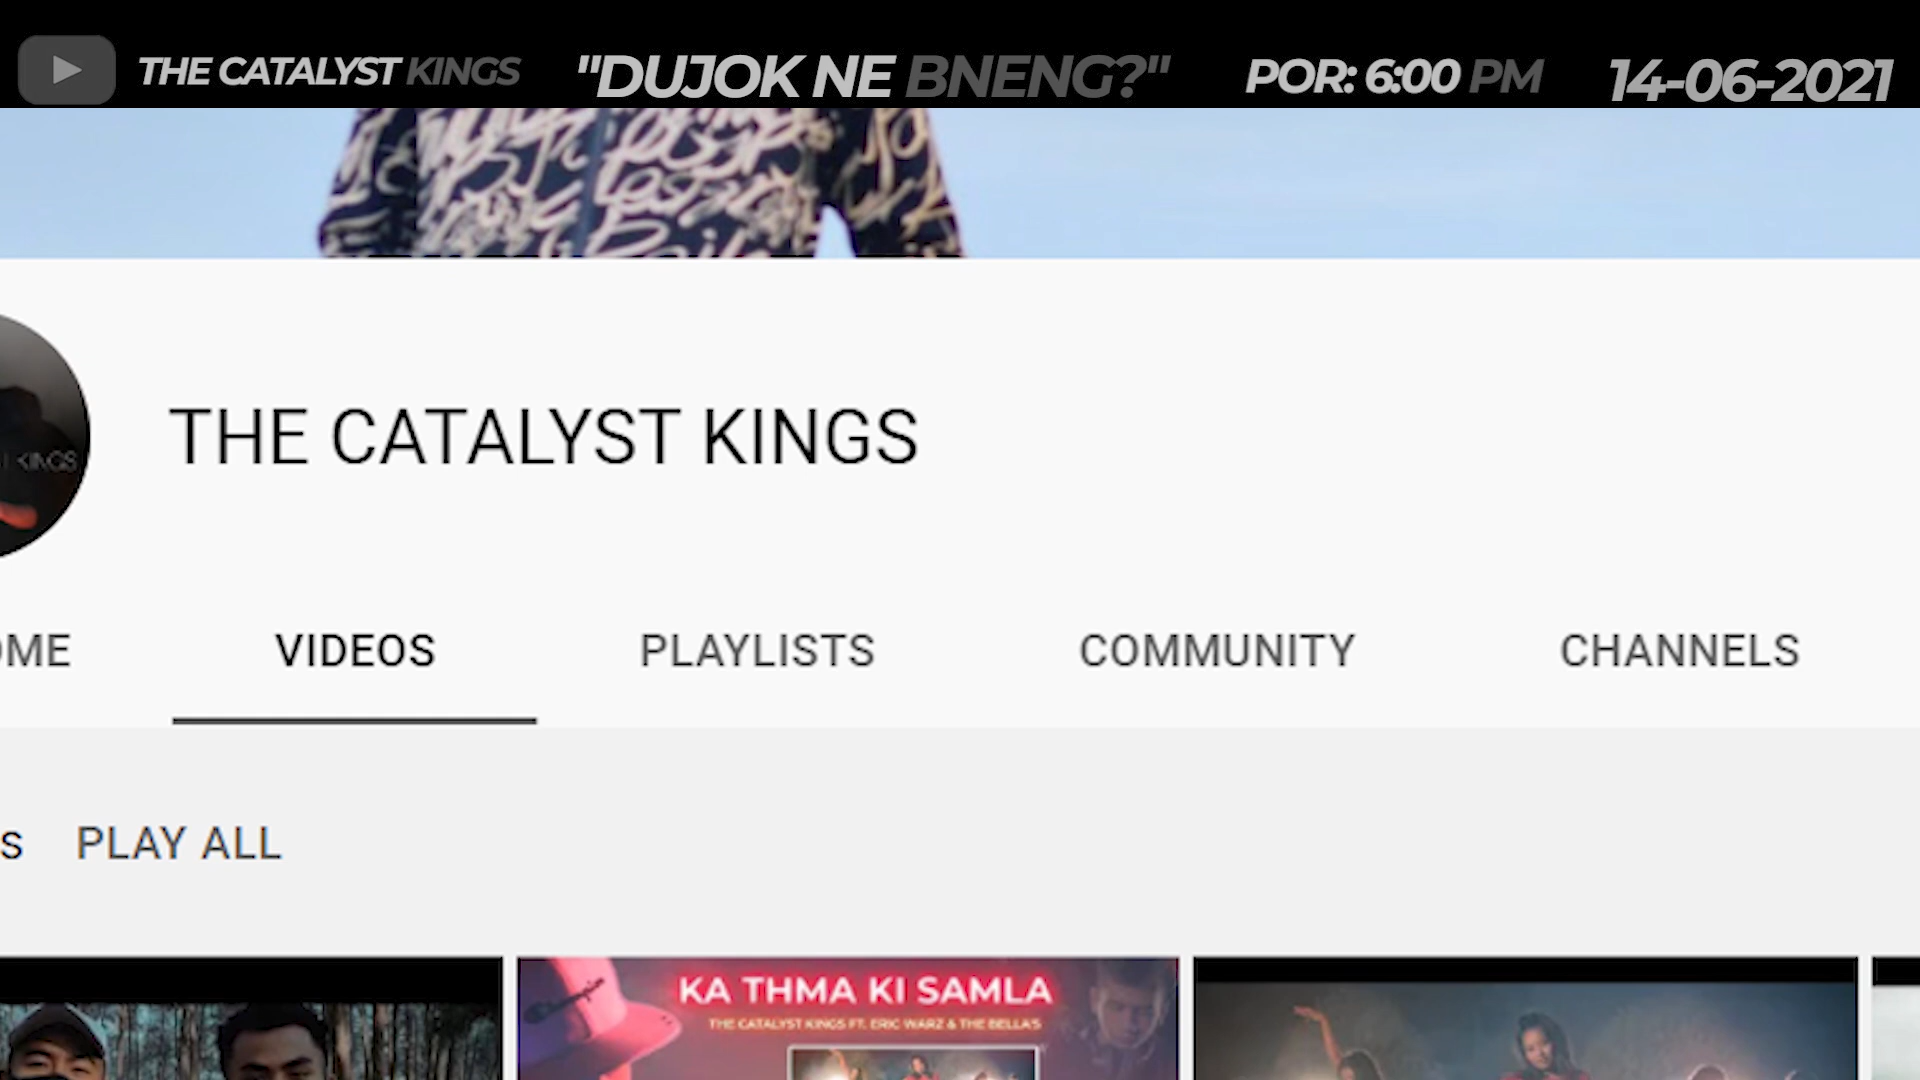 THE CATALYST KINGS
"DUJOK NE BNENG?"
POR: 6:00 PM
14-06-2021
KINGS
THE CATALYST KINGS
VIDEOS
PLAYLISTS
COMMUNITY
CHANNELS
PLAY ALL
KA THMA KI SAMLA
THE CATALYST KINGS FT. ERIC WARZ & THE BELLA'S